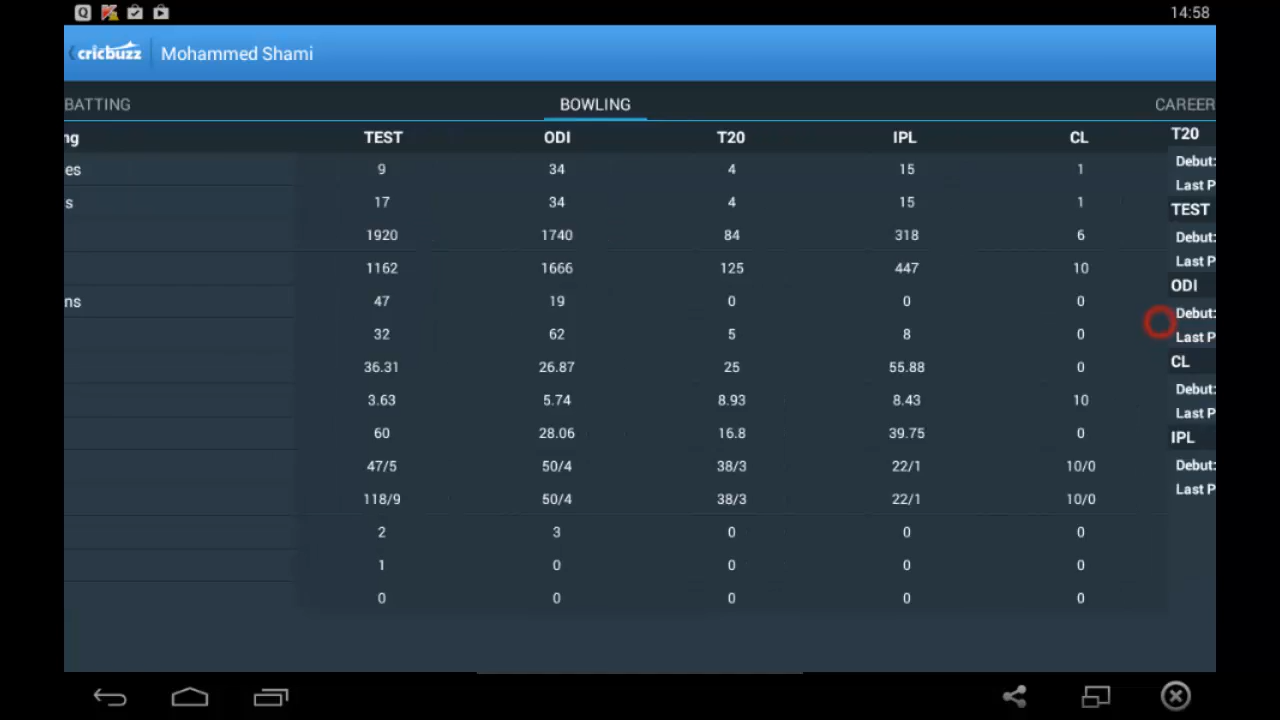 14:58
cricbuzz Mohammed Shami
BATTING BOWLING CAREER
ng TEST ODI T20 IPL CL
es 9 34 4 15 1
s 17 34 4 15 1
1920 1740 84 318 6
1162 1666 125 447 10
ns 47 19 0 0 0
32 62 5 8 0
36.31 26.87 25 55.88 0
3.63 5.74 8.93 8.43 10
60 28.06 16.8 39.75 0
47/5 50/4 38/3 22/1 10/0
118/9 50/4 38/3 22/1 10/0
2 3 0 0 0
1 0 0 0 0
0 0 0 0 0
T20
Debut:
Last P
TEST
Debut:
Last P
ODI
Debut:
Last P
CL
Debut:
Last P
IPL
Debut:
Last P